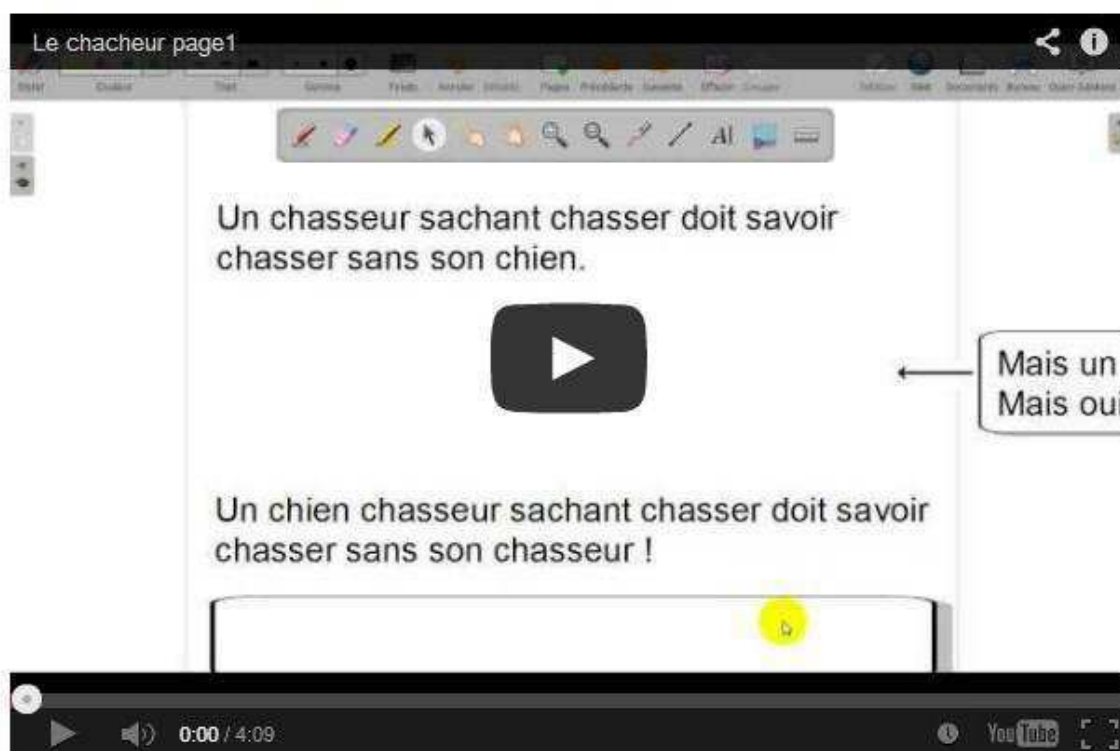 Le chacheur page1
Un chasseur sachant chasser doit savoir
chasser sans son chien.
Mais un
Mais oui
Un chien chasseur sachant chasser doit savoir
chasser sans son chasseur !
0:00 / 4:09
YouTube